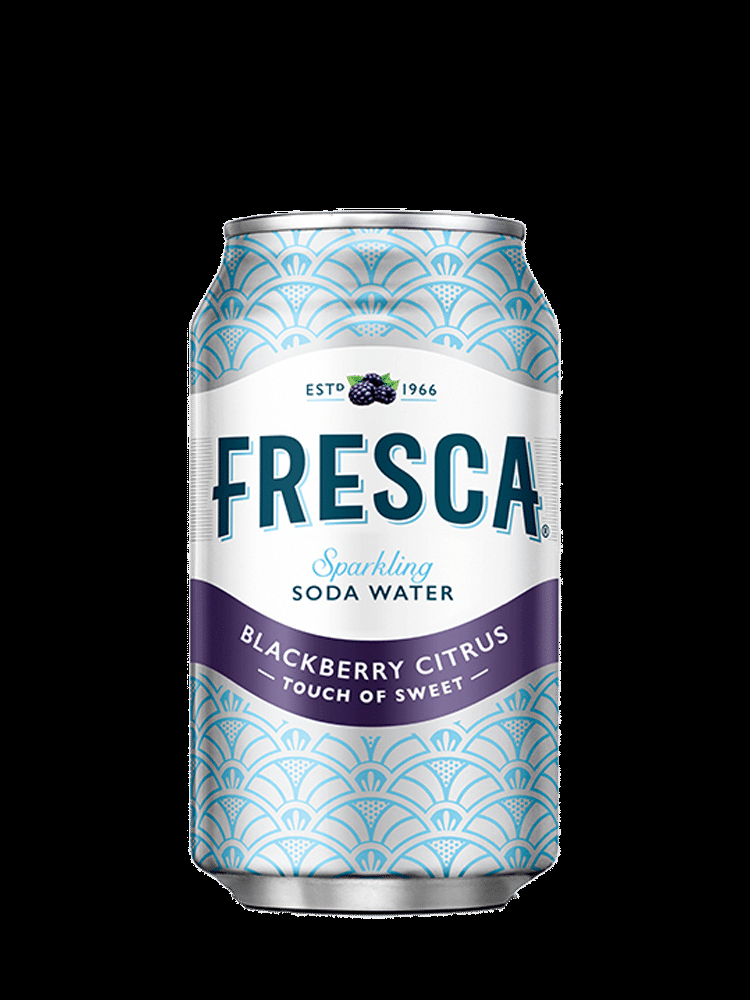 ESTD 1966
FRESCA®
Sparkling
SODA WATER
BLACKBERRY CITRUS
— TOUCH OF SWEET —